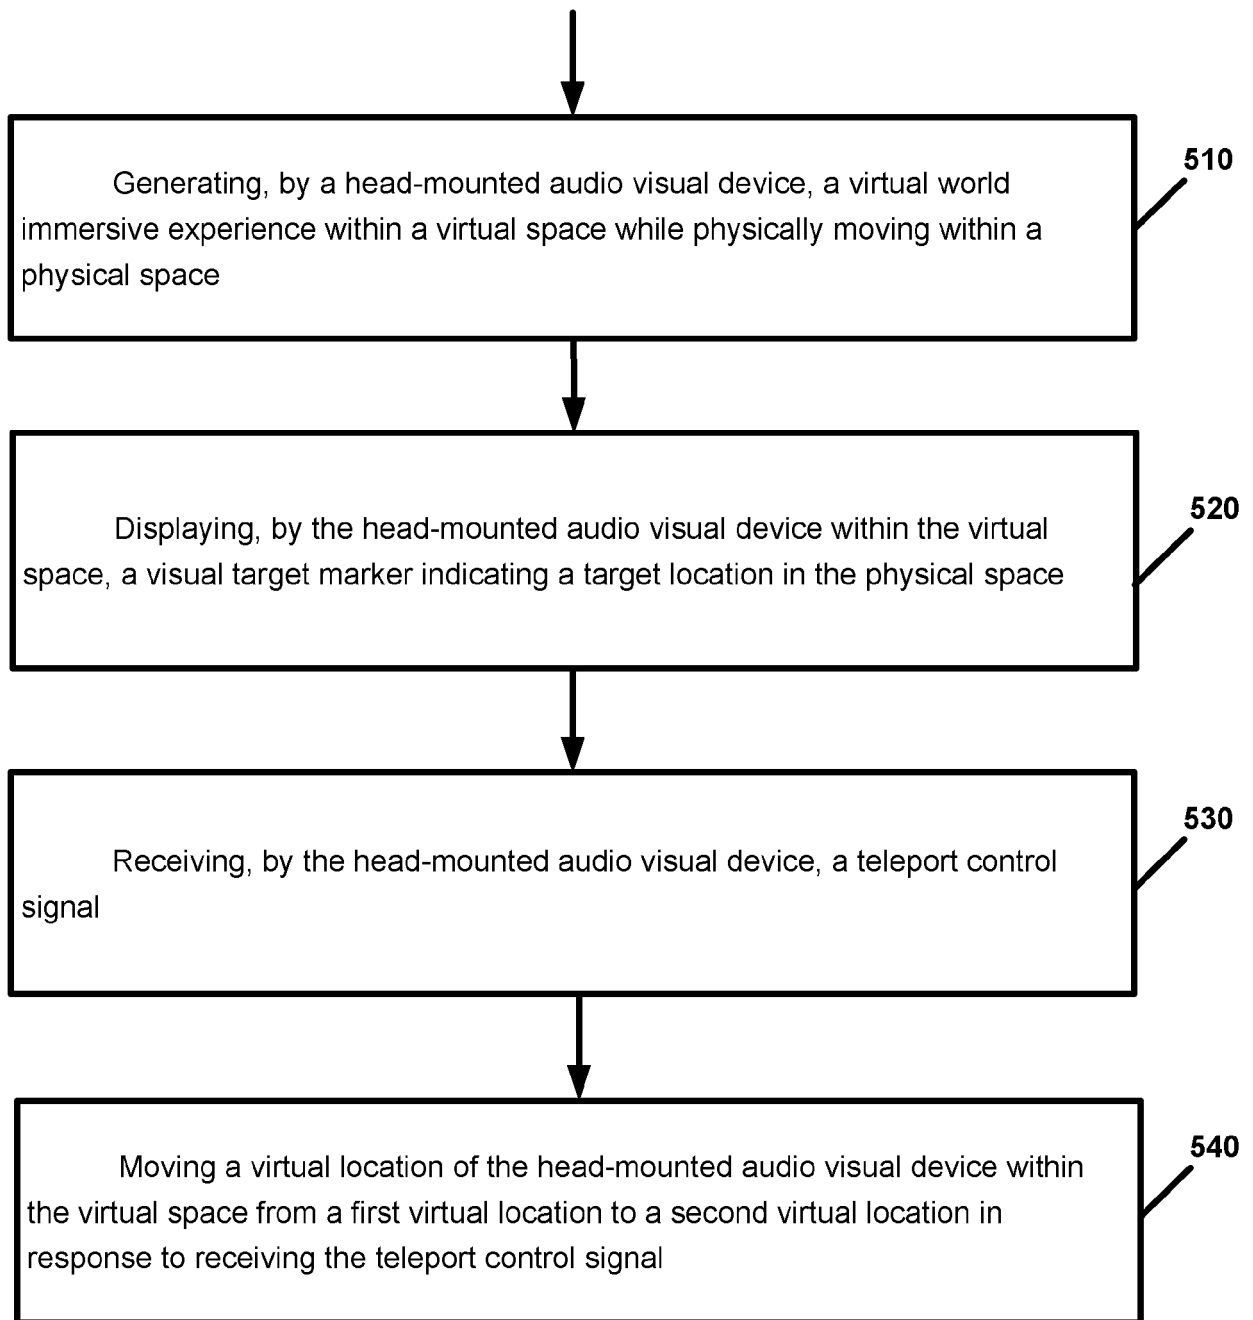 510
Generating, by a head-mounted audio visual device, a virtual world
immersive experience within a virtual space while physically moving within a
physical space
520
Displaying, by the head-mounted audio visual device within the virtual
space, a visual target marker indicating a target location in the physical space
530
Receiving, by the head-mounted audio visual device, a teleport control
signal
540
Moving a virtual location of the head-mounted audio visual device within
the virtual space from a first virtual location to a second virtual location in
response to receiving the teleport control signal